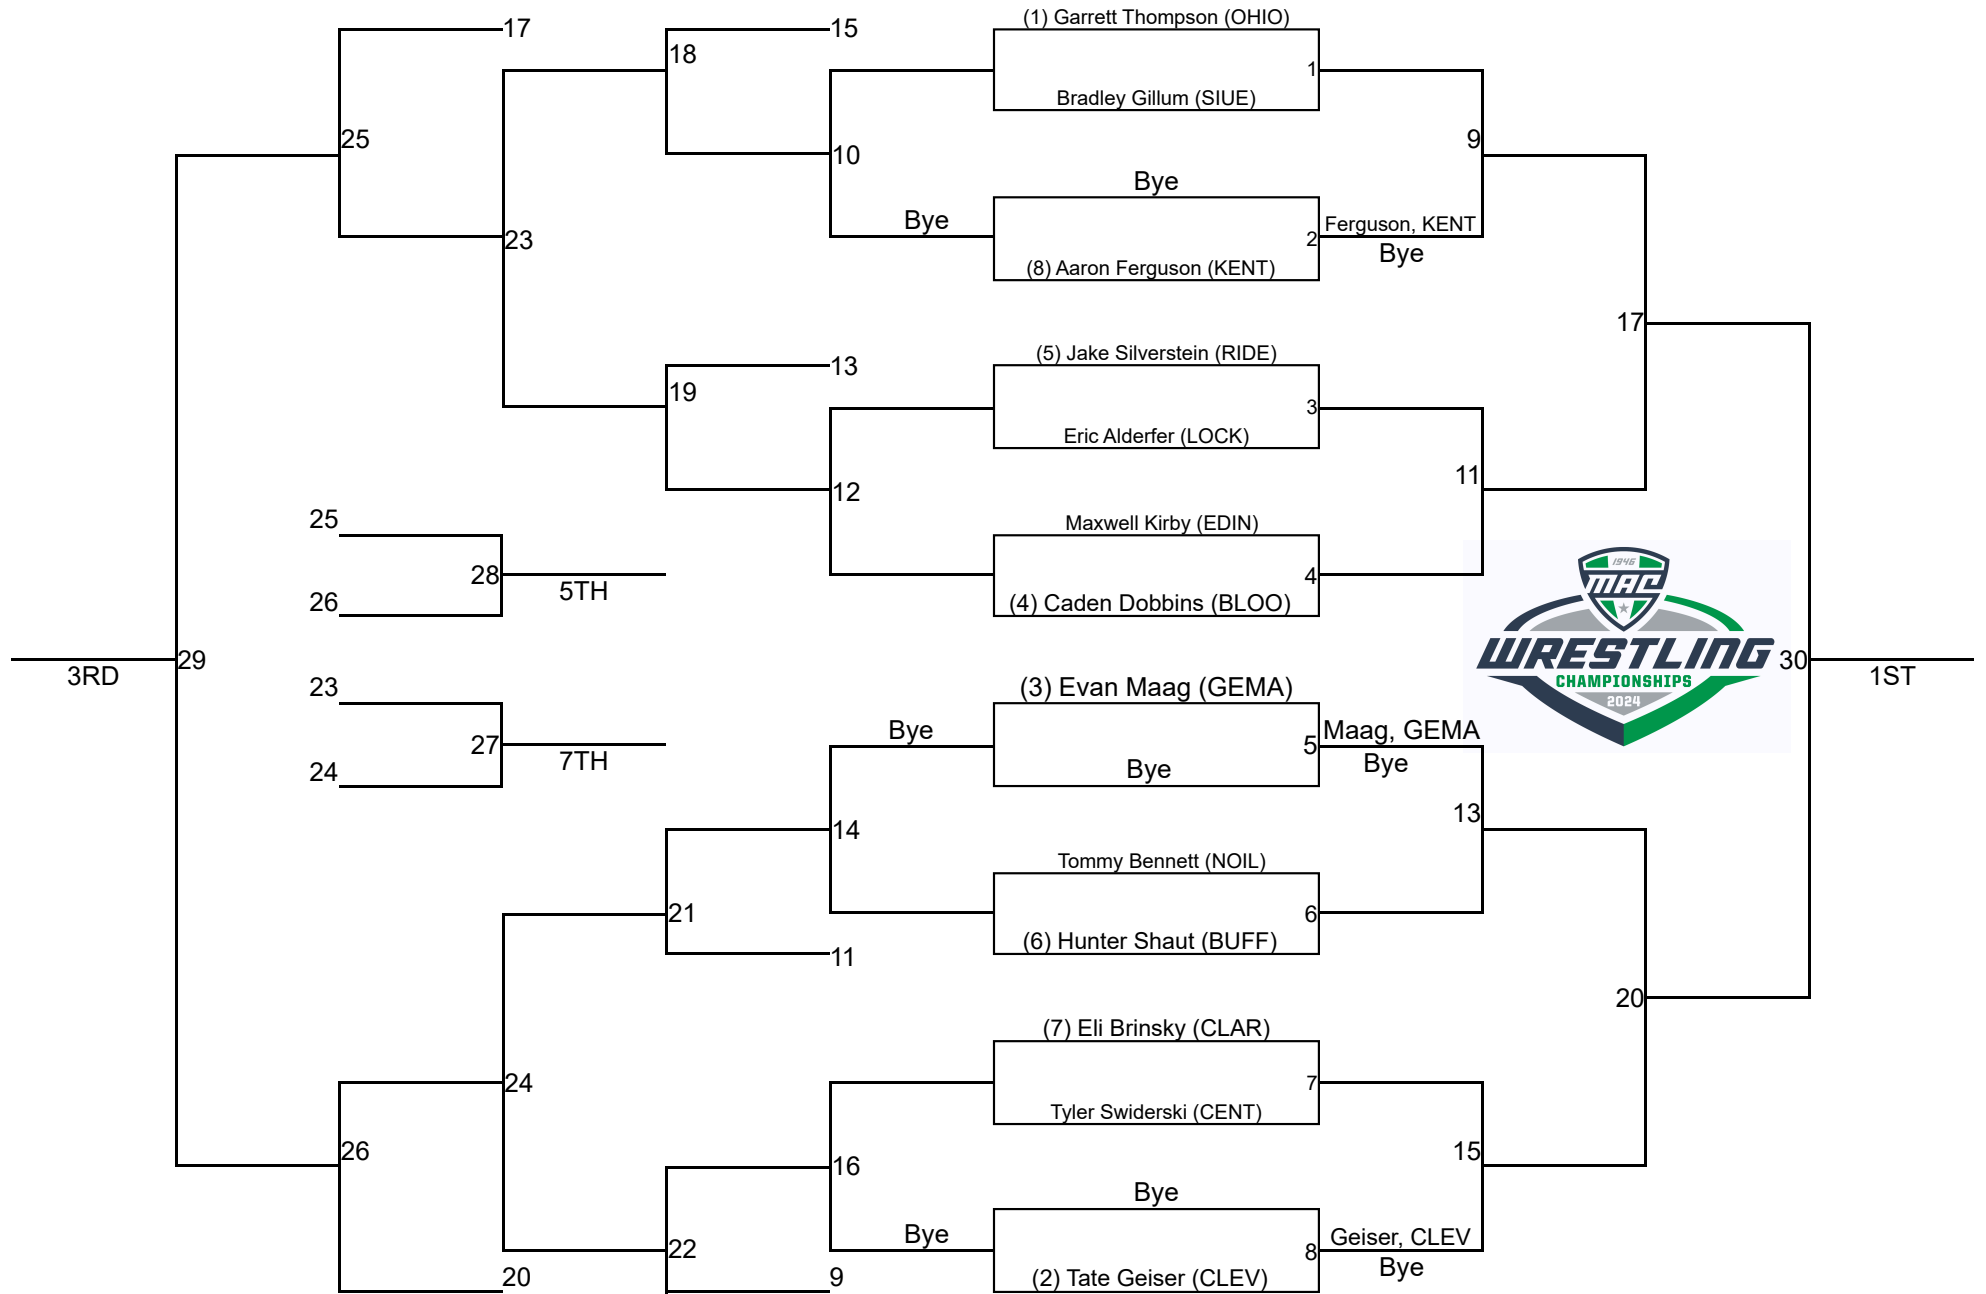 17
15
(1) Garrett Thompson (OHIO)
18
1
Bradley Gillum (SIUE)
25
10
9
Bye
Bye
Ferguson, KENT
23
2
Bye
(8) Aaron Ferguson (KENT)
17
13
(5) Jake Silverstein (RIDE)
19
3
Eric Alderfer (LOCK)
11
12
25
Maxwell Kirby (EDIN)
28
5TH
4
26
(4) Caden Dobbins (BLOO)
1946
MAC
WRESTLING
CHAMPIONSHIPS
2024
29
3RD
30
1ST
23
(3) Evan Maag (GEMA)
Bye
Maag, GEMA
27
7TH
5
Bye
24
Bye
13
14
Tommy Bennett (NOIL)
21
6
(6) Hunter Shaut (BUFF)
11
20
(7) Eli Brinsky (CLAR)
24
7
Tyler Swiderski (CENT)
26
15
16
Bye
Bye
Geiser, CLEV
22
8
Bye
20
9
(2) Tate Geiser (CLEV)